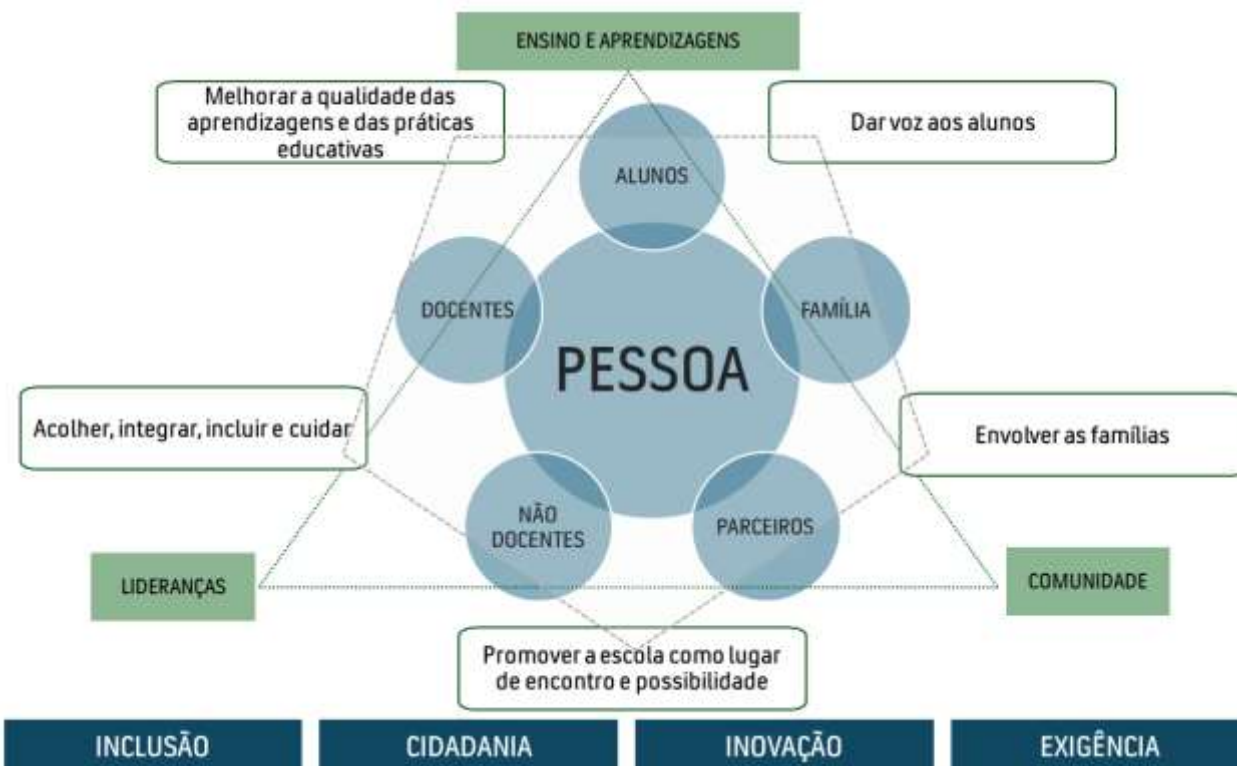 ENSINO E APRENDIZAGENS
Melhorar a qualidade das
aprendizagens e das práticas
educativas
Dar voz aos alunos
ALUNOS
DOCENTES
FAMÍLIA
PESSOA
Acolher, integrar, incluir e cuidar
Envolver as famílias
NÃO
DOCENTES
PARCEIROS
LIDERANÇAS
COMUNIDADE
Promover a escola como lugar
de encontro e possibilidade
INCLUSÃO
CIDADANIA
INOVAÇÃO
EXIGÊNCIA